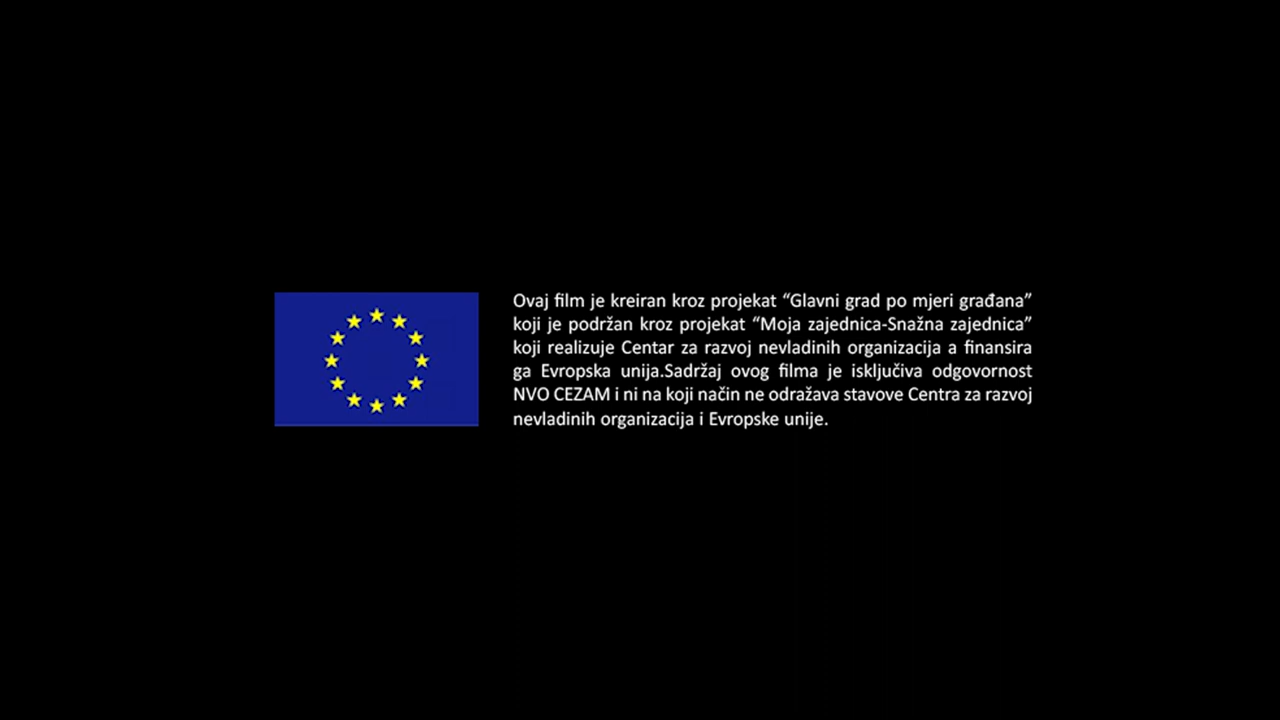 Ovaj film je kreiran kroz projekat “Glavni grad po mjeri građana”
koji je podržan kroz projekat “Moja zajednica-Snažna zajednica”
koji realizuje Centar za razvoj nevladinih organizacija a finansira
ga Evropska unija.Sadržaj ovog filma je isključiva odgovornost
NVO CEZAM i ni na koji način ne odražava stavove Centra za razvoj
nevladinih organizacija i Evropske unije.